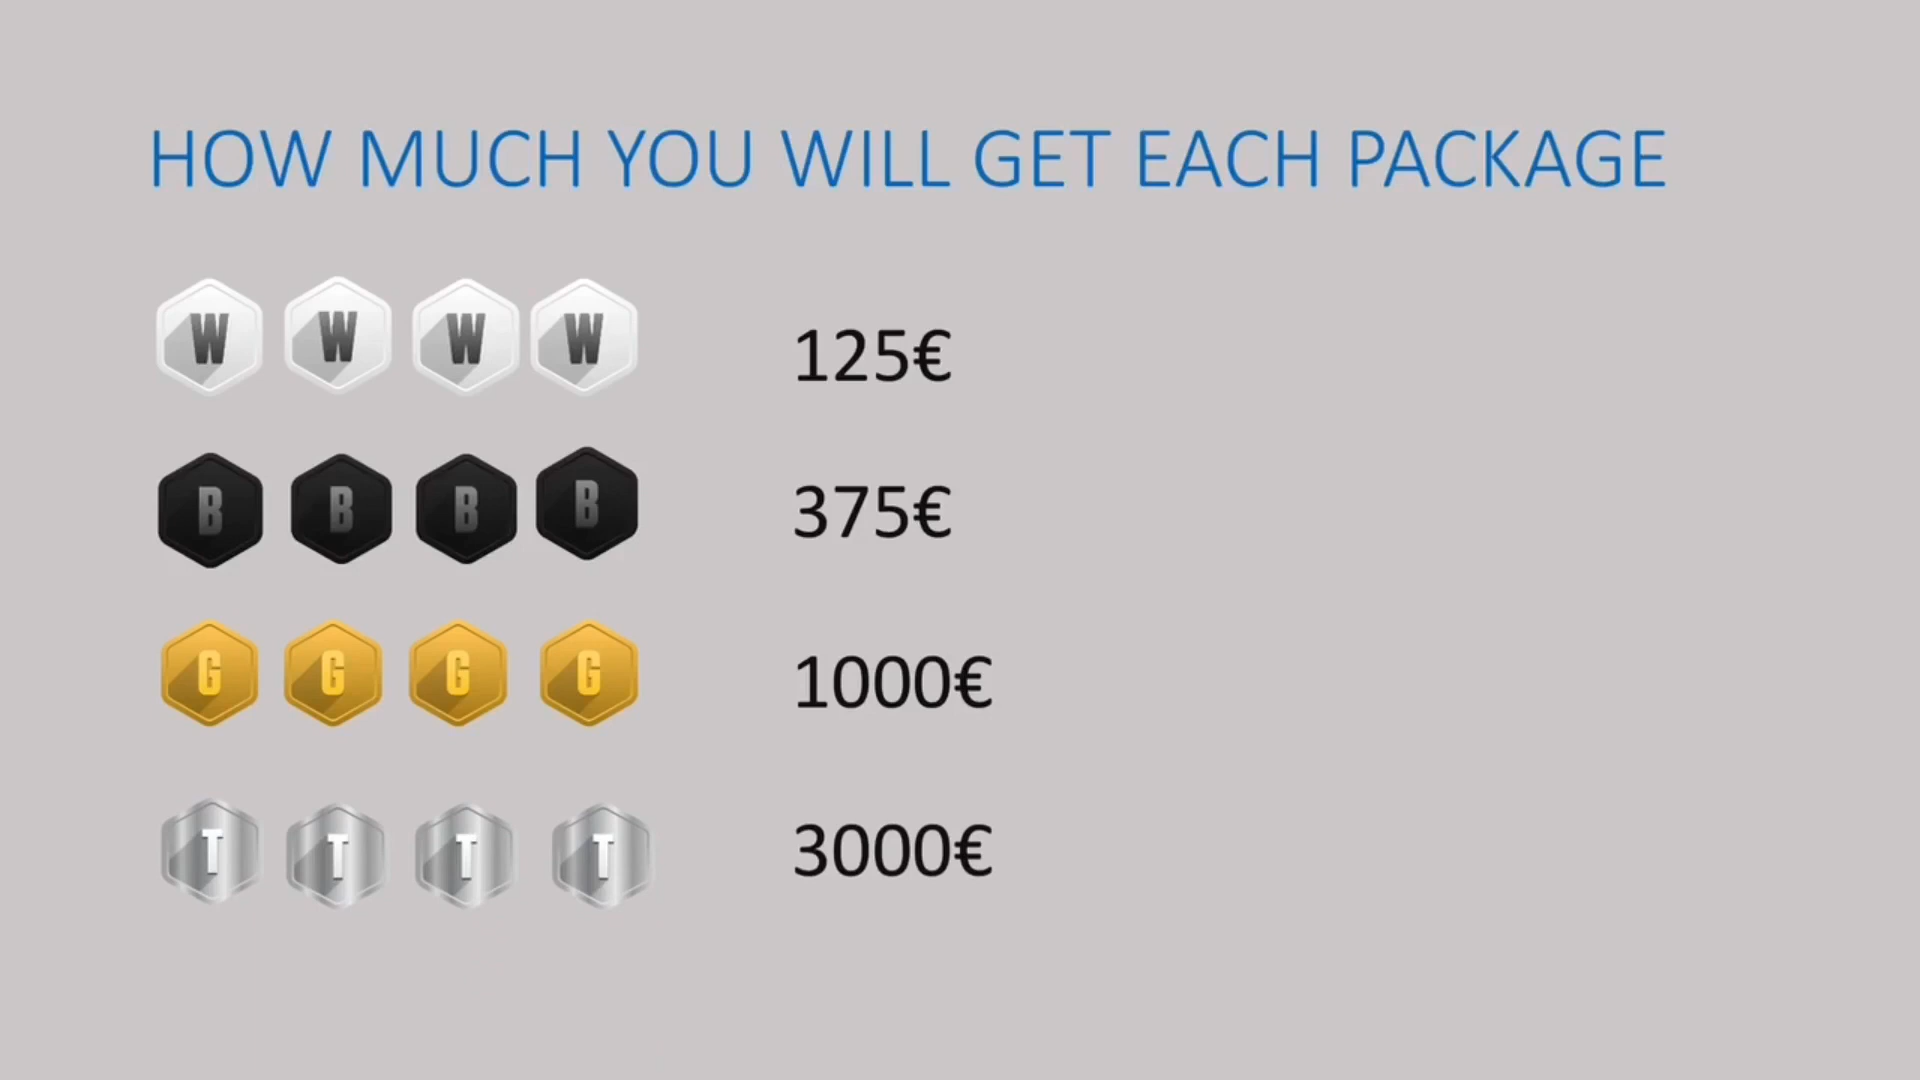 HOW MUCH YOU WILL GET EACH PACKAGE
W W W W 125€
B B B B 375€
G G G G 1000€
T T T T 3000€